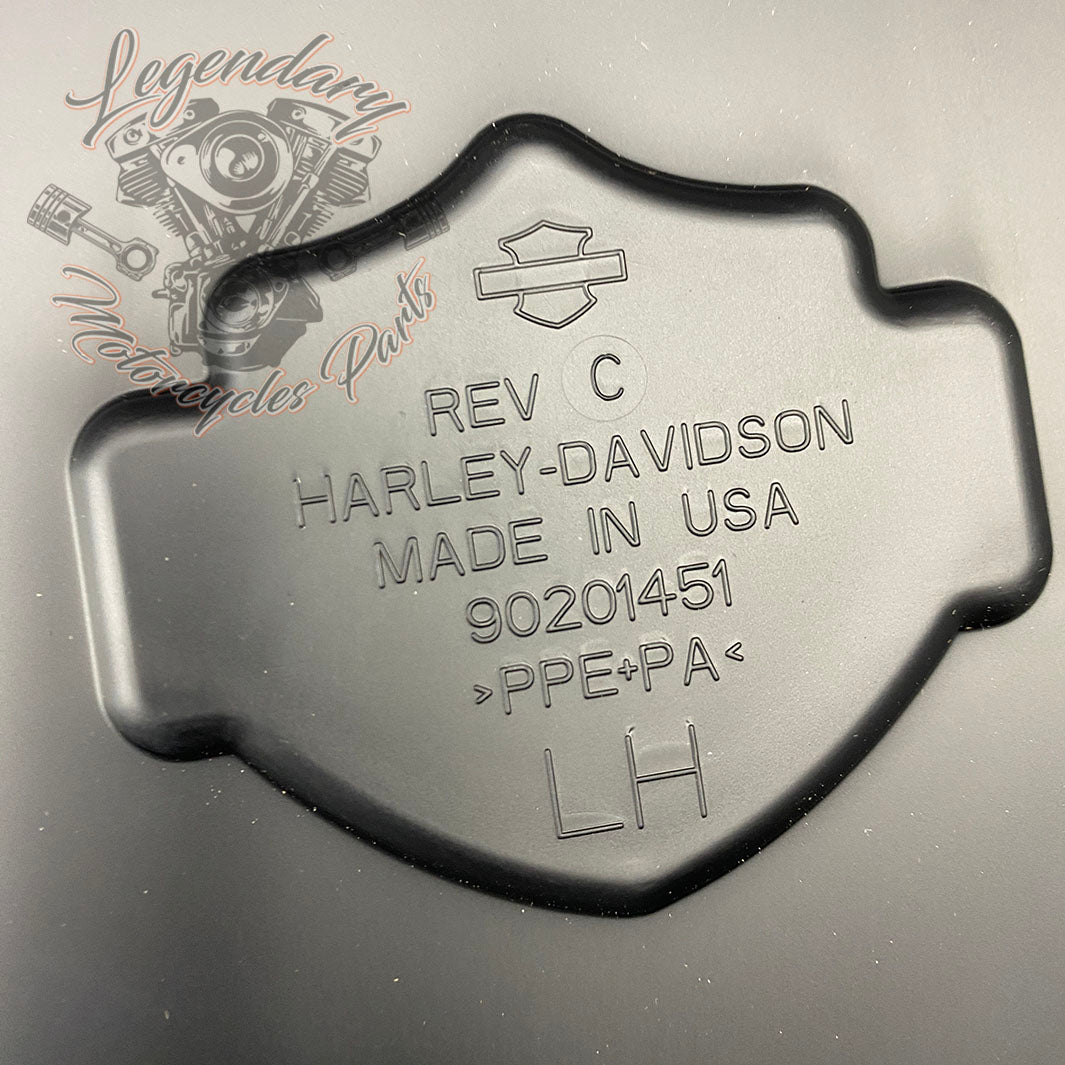 Legendary
Motorcycles Parts
REV C
HARLEY-DAVIDSON
MADE IN USA
90201451
>PPE+PA<
LH